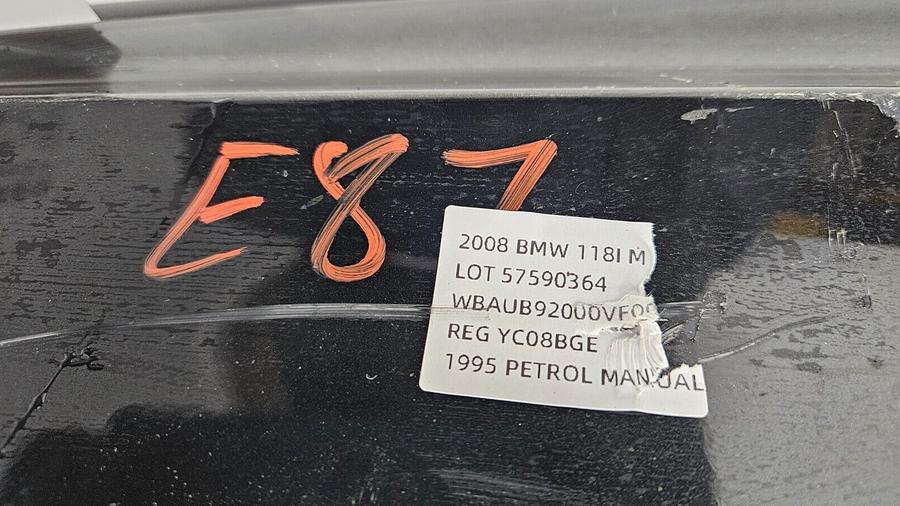 E87
2008 BMW 118I M
LOT 57590364
REG YC08BGE
1995 PETROL MANUAL